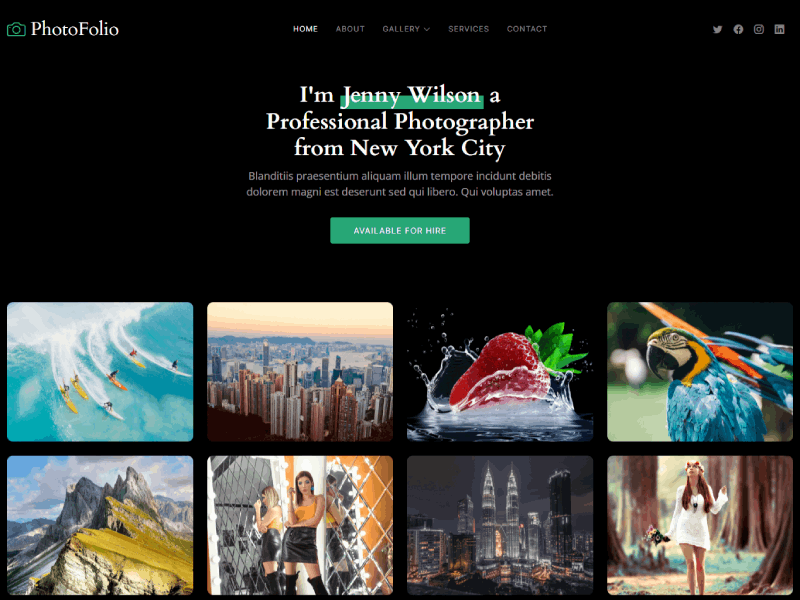 PhotoFolio
HOME
ABOUT
GALLERY
SERVICES
CONTACT
I'm Jenny Wilson a
Professional Photographer
from New York City
Blanditiis praesentium aliquam illum tempore incidunt debitis
dolorem magni est deserunt sed qui libero. Qui voluptas amet.
AVAILABLE FOR HIRE